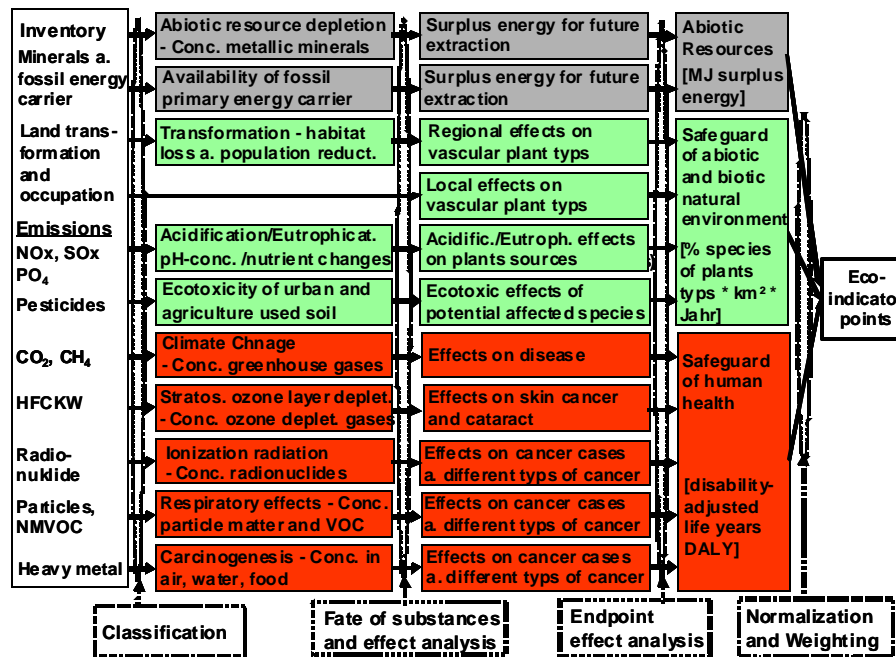 Inventory
Minerals a.
fossil energy
carrier
Land trans-
formation
and
occupation
Emissions
NOx, SOx
PO₄
Pesticides
CO₂, CH₄
HFCKW
Radio-
nuklide
Particles,
NMVOC
Heavy metal
Abiotic resource depletion
- Conc. metallic minerals
Availability of fossil
primary energy carrier
Transformation - habitat
loss a. population reduct.
Acidification/Eutrophicat.
pH-conc./nutrient changes
Ecotoxicity of urban and
agriculture used soil
Climate Chnage
- Conc. greenhouse gases
Stratos. ozone layer deplet.
- Conc. ozone deplet. gases
Ionization radiation
- Conc. radionuclides
Respiratory effects - Conc.
particle matter and VOC
Carcinogenesis - Conc. in
air, water, food
Surplus energy for future
extraction
Surplus energy for future
extraction
Regional effects on
vascular plant typs
Local effects on
vascular plant typs
Acidific./Eutroph. effects
on plants sources
Ecotoxic effects of
potential affected species
Effects on disease
Effects on skin cancer
and cataract
Effects on cancer cases
a. different typs of cancer
Effects on cancer cases
a. different typs of cancer
Effects on cancer cases
a. different typs of cancer
Abiotic
Resources
[MJ surplus
energy]
Safeguard
of abiotic
and biotic
natural
environment
[% species
of plants
typs * km² *
Jahr]
Safeguard
of human
health
[disability-
adjusted
life years
DALY]
Eco-
indicator
points
Classification
Fate of substances
and effect analysis
Endpoint
effect analysis
Normalization
and Weighting